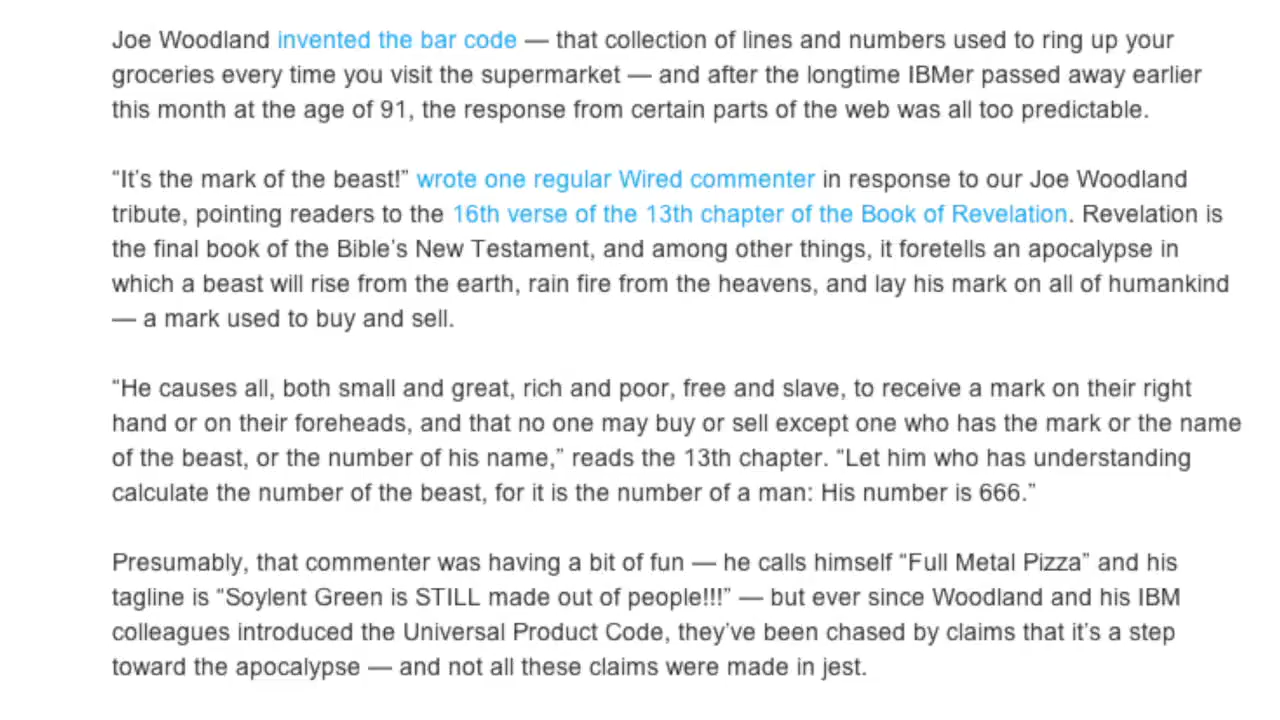 Joe Woodland invented the bar code — that collection of lines and numbers used to ring up your
groceries every time you visit the supermarket — and after the longtime IBMer passed away earlier
this month at the age of 91, the response from certain parts of the web was all too predictable.
“It’s the mark of the beast!” wrote one regular Wired commenter in response to our Joe Woodland
tribute, pointing readers to the 16th verse of the 13th chapter of the Book of Revelation. Revelation is
the final book of the Bible’s New Testament, and among other things, it foretells an apocalypse in
which a beast will rise from the earth, rain fire from the heavens, and lay his mark on all of humankind
— a mark used to buy and sell.
“He causes all, both small and great, rich and poor, free and slave, to receive a mark on their right
hand or on their foreheads, and that no one may buy or sell except one who has the mark or the name
of the beast, or the number of his name,” reads the 13th chapter. “Let him who has understanding
calculate the number of the beast, for it is the number of a man: His number is 666.”
Presumably, that commenter was having a bit of fun — he calls himself “Full Metal Pizza” and his
tagline is “Soylent Green is STILL made out of people!!!” — but ever since Woodland and his IBM
colleagues introduced the Universal Product Code, they’ve been chased by claims that it’s a step
toward the apocalypse — and not all these claims were made in jest.